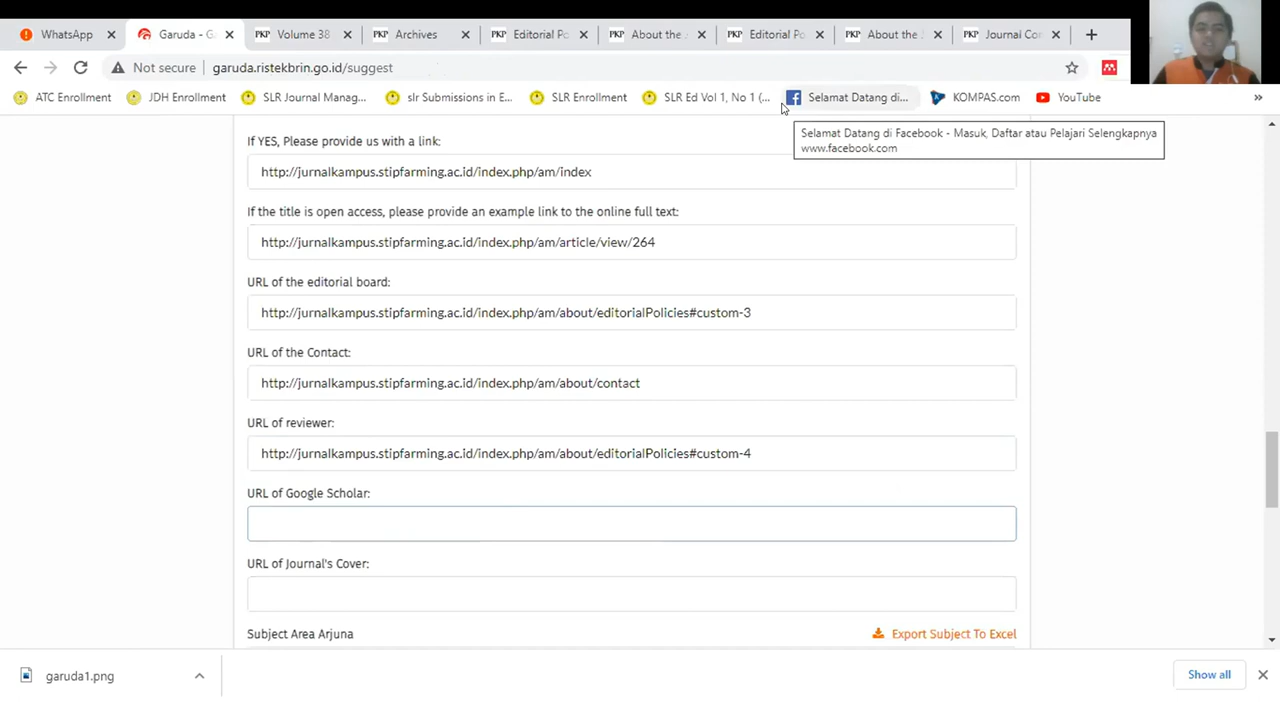 WhatsApp
Garuda - G
Volume 38
Archives
Editorial Po
About the
Editorial Po
About the
Journal Co
Not secure
garuda.ristekbrin.go.id/suggest
ATC Enrollment
JDH Enrollment
SLR Journal Manag...
slr Submissions in E...
SLR Enrollment
SLR Ed Vol 1, No 1 (...
Selamat Datang di...
KOMPAS.com
YouTube
Selamat Datang di Facebook - Masuk, Daftar atau Pelajari Selengkapnya
www.facebook.com
If YES, Please provide us with a link:
http://jurnalkampus.stipfarming.ac.id/index.php/am/index
If the title is open access, please provide an example link to the online full text:
http://jurnalkampus.stipfarming.ac.id/index.php/am/article/view/264
URL of the editorial board:
http://jurnalkampus.stipfarming.ac.id/index.php/am/about/editorialPolicies#custom-3
URL of the Contact:
http://jurnalkampus.stipfarming.ac.id/index.php/am/about/contact
URL of reviewer:
http://jurnalkampus.stipfarming.ac.id/index.php/am/about/editorialPolicies#custom-4
URL of Google Scholar:
URL of Journal's Cover:
Subject Area Arjuna
Export Subject To Excel
garuda1.png
Show all